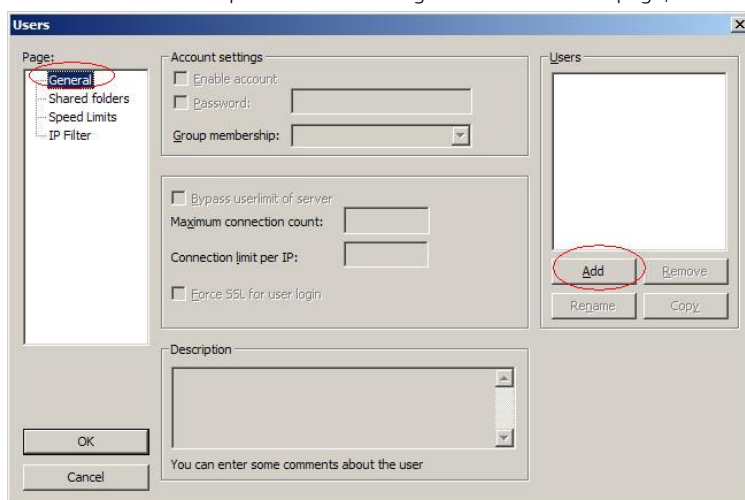 Users
Page:
General
Shared folders
Speed Limits
IP Filter
OK
Cancel
Account settings
Enable account
Password:
Group membership:
Bypass userlimit of server
Maximum connection count:
Connection limit per IP:
Force SSL for user login
Description
You can enter some comments about the user
Users
Add Remove
Rename Copy